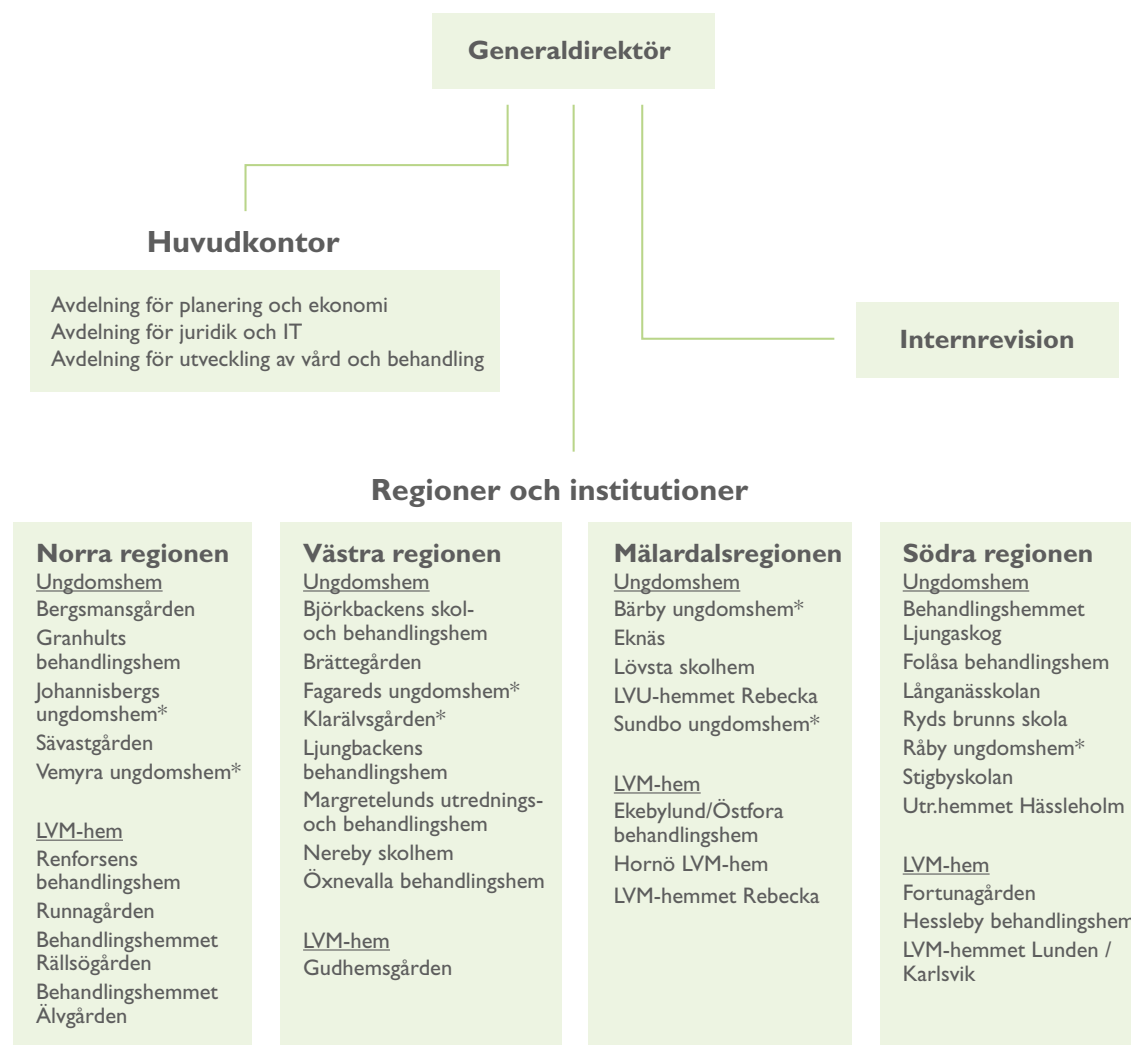 Generaldirektör
Huvudkontor
Avdelning för planering och ekonomi
Avdelning för juridik och IT
Avdelning för utveckling av vård och behandling
Internrevision
Regioner och institutioner
Norra regionen
Ungdomshem
Bergsmansgården
Granhults
behandlingshem
Johannisbergs
ungdomshem*
Sävastgården
Vemyra ungdomshem*
LVM-hem
Renforsens
behandlingshem
Runnagården
Behandlingshemmet
Rällsögården
Behandlingshemmet
Älvgården
Västra regionen
Ungdomshem
Björkbackens skol-
och behandlingshem
Brättegården
Fagareds ungdomshem*
Klarälvsgården*
Ljungbackens
behandlingshem
Margretelunds utrednings-
och behandlingshem
Nereby skolhem
Öxnevalla behandlingshem
LVM-hem
Gudhemsgården
Mälardalsregionen
Ungdomshem
Bärby ungdomshem*
Eknäs
Lövsta skolhem
LVU-hemmet Rebecka
Sundbo ungdomshem*
LVM-hem
Ekebylund/Östfora
behandlingshem
Hornö LVM-hem
LVM-hemmet Rebecka
Södra regionen
Ungdomshem
Behandlingshemmet
Ljungaskog
Folåsa behandlingshem
Långanässkolan
Ryds brunns skola
Råby ungdomshem*
Stigbyskolan
Utr.hemmet Hässleholm
LVM-hem
Fortunagården
Hessleby behandlingshem
LVM-hemmet Lunden /
Karlsvik